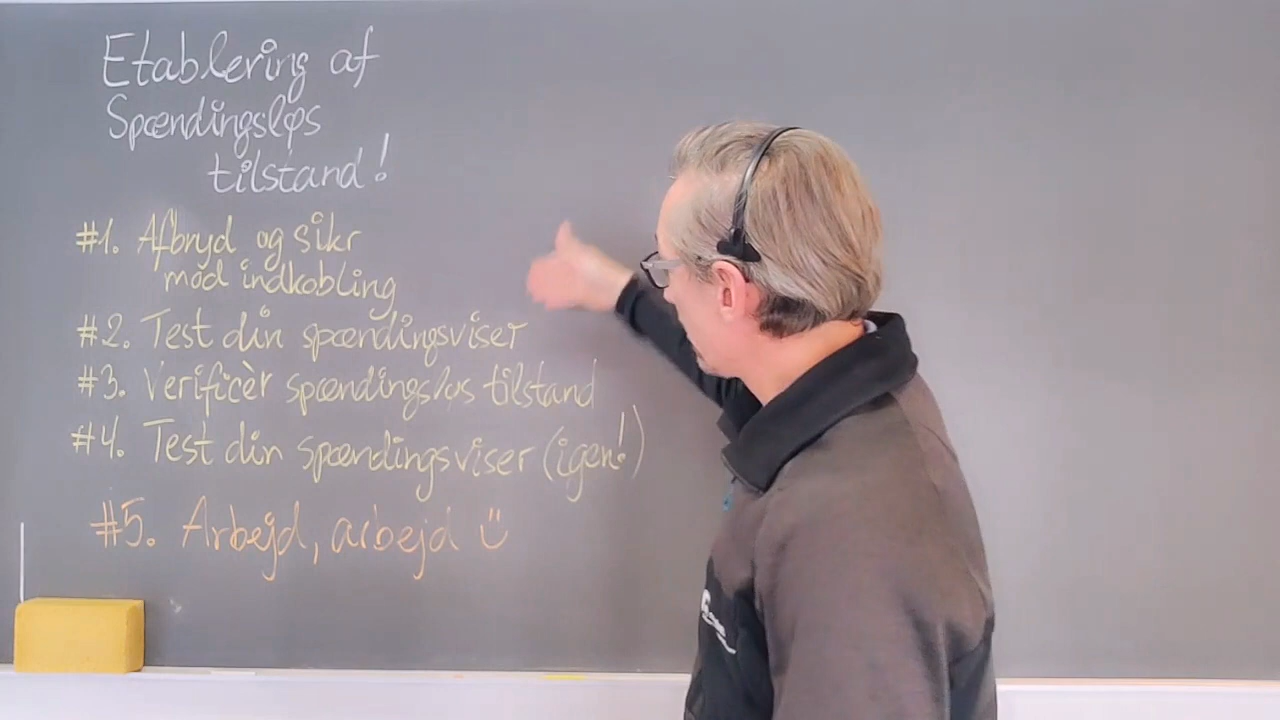 Etablering af
Spændingsløs
tilstand!
#1. Afbryd og sikr
mod indkobling
#2. Test din spændingsviser
#3. Verificèr spændingsløs tilstand
#4. Test din spændingsviser (igen!)
#5. Arbejd, arbejd